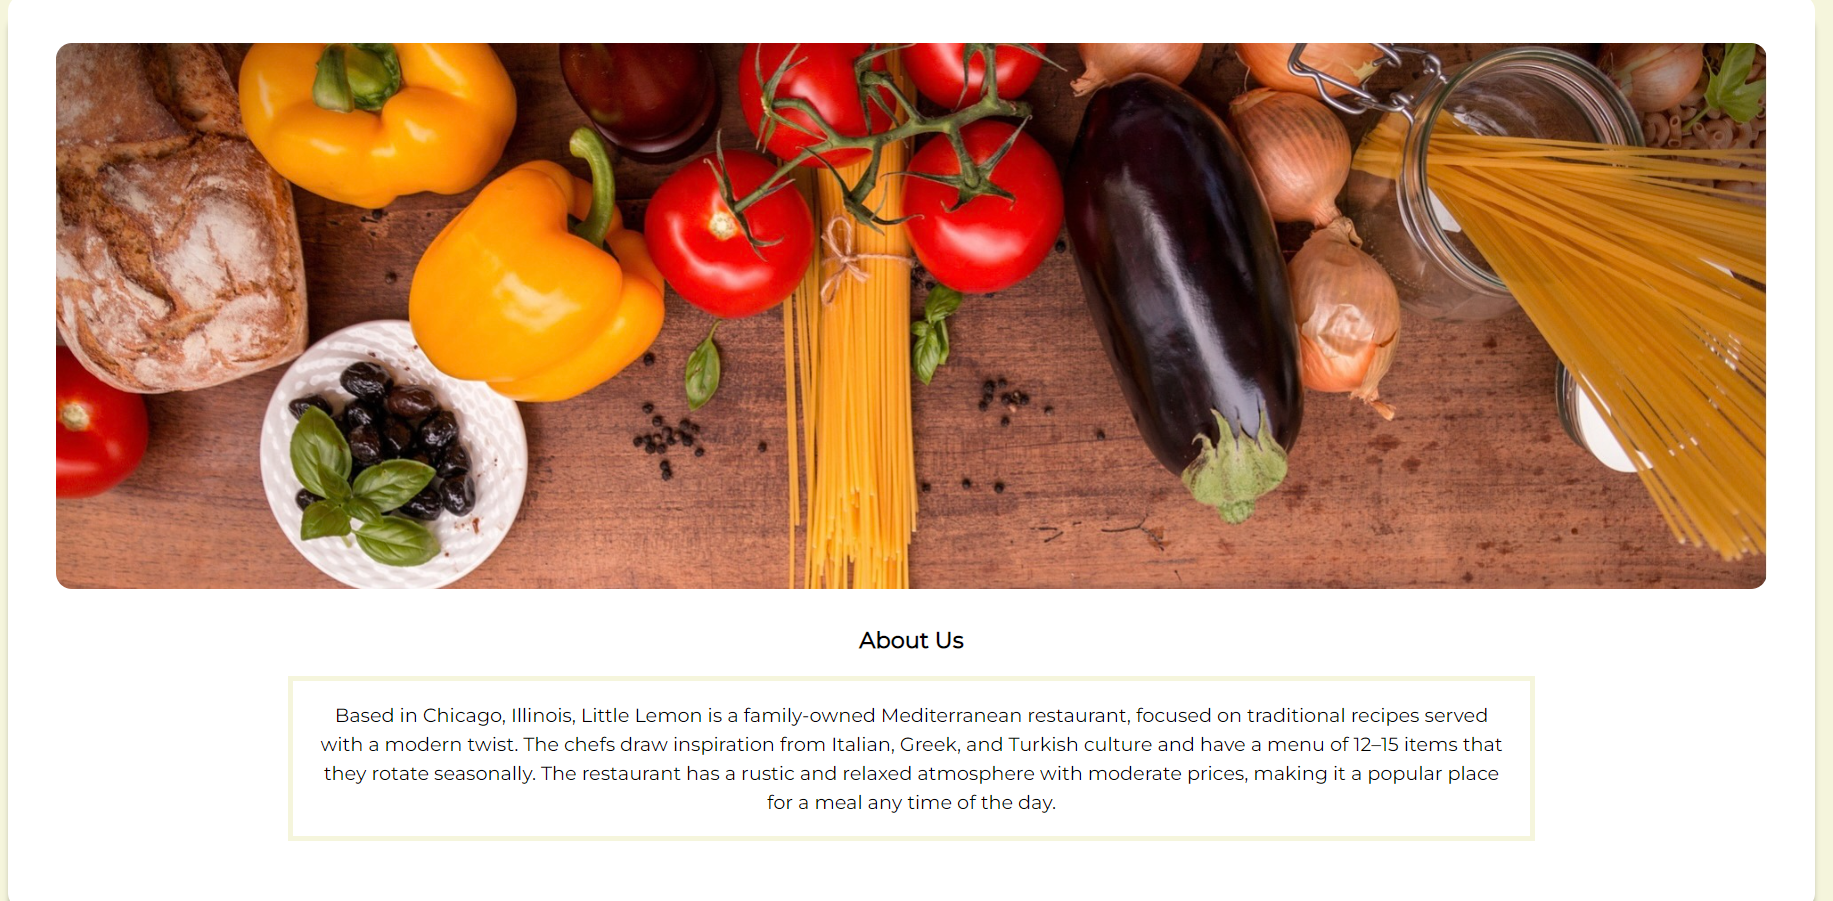 About Us
Based in Chicago, Illinois, Little Lemon is a family-owned Mediterranean restaurant, focused on traditional recipes served
with a modern twist. The chefs draw inspiration from Italian, Greek, and Turkish culture and have a menu of 12–15 items that
they rotate seasonally. The restaurant has a rustic and relaxed atmosphere with moderate prices, making it a popular place
for a meal any time of the day.